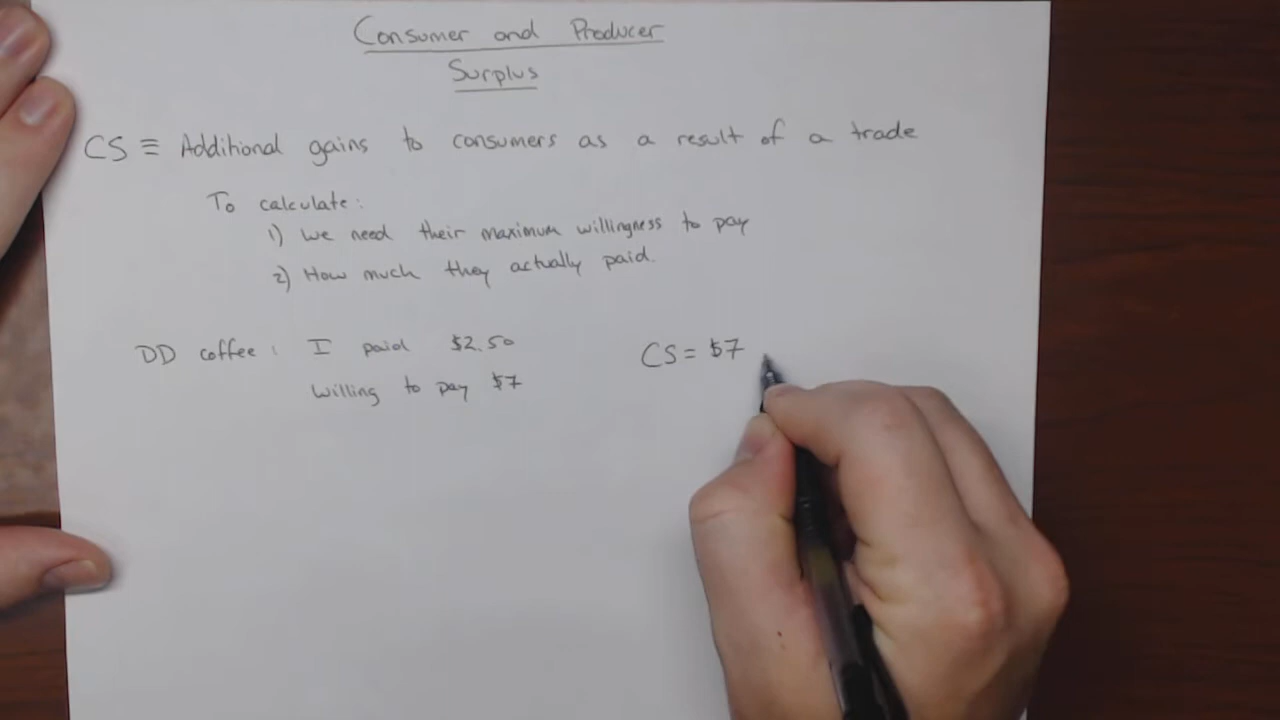 Consumer and Producer
Surplus
CS ≡ Additional gains to consumers as a result of a trade
To calculate:
1) We need their maximum willingness to pay
2) How much they actually paid.
DD coffee: I paid $2.50
Willing to pay $7
CS = $7